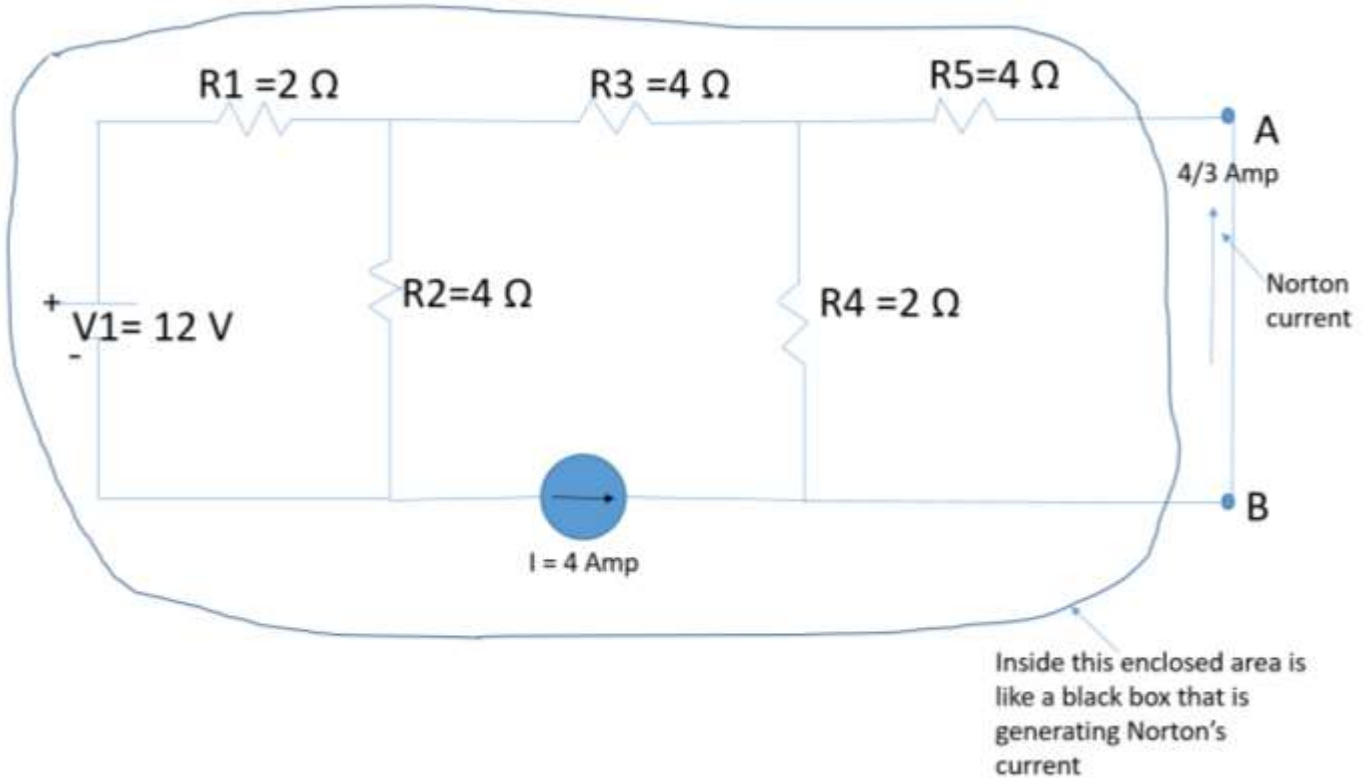 R1 =2 Ω
R3 =4 Ω
R5=4 Ω
A
4/3 Amp
+
V1= 12 V
-
R2=4 Ω
R4 =2 Ω
Norton
current
B
I = 4 Amp
Inside this enclosed area is
like a black box that is
generating Norton's
current